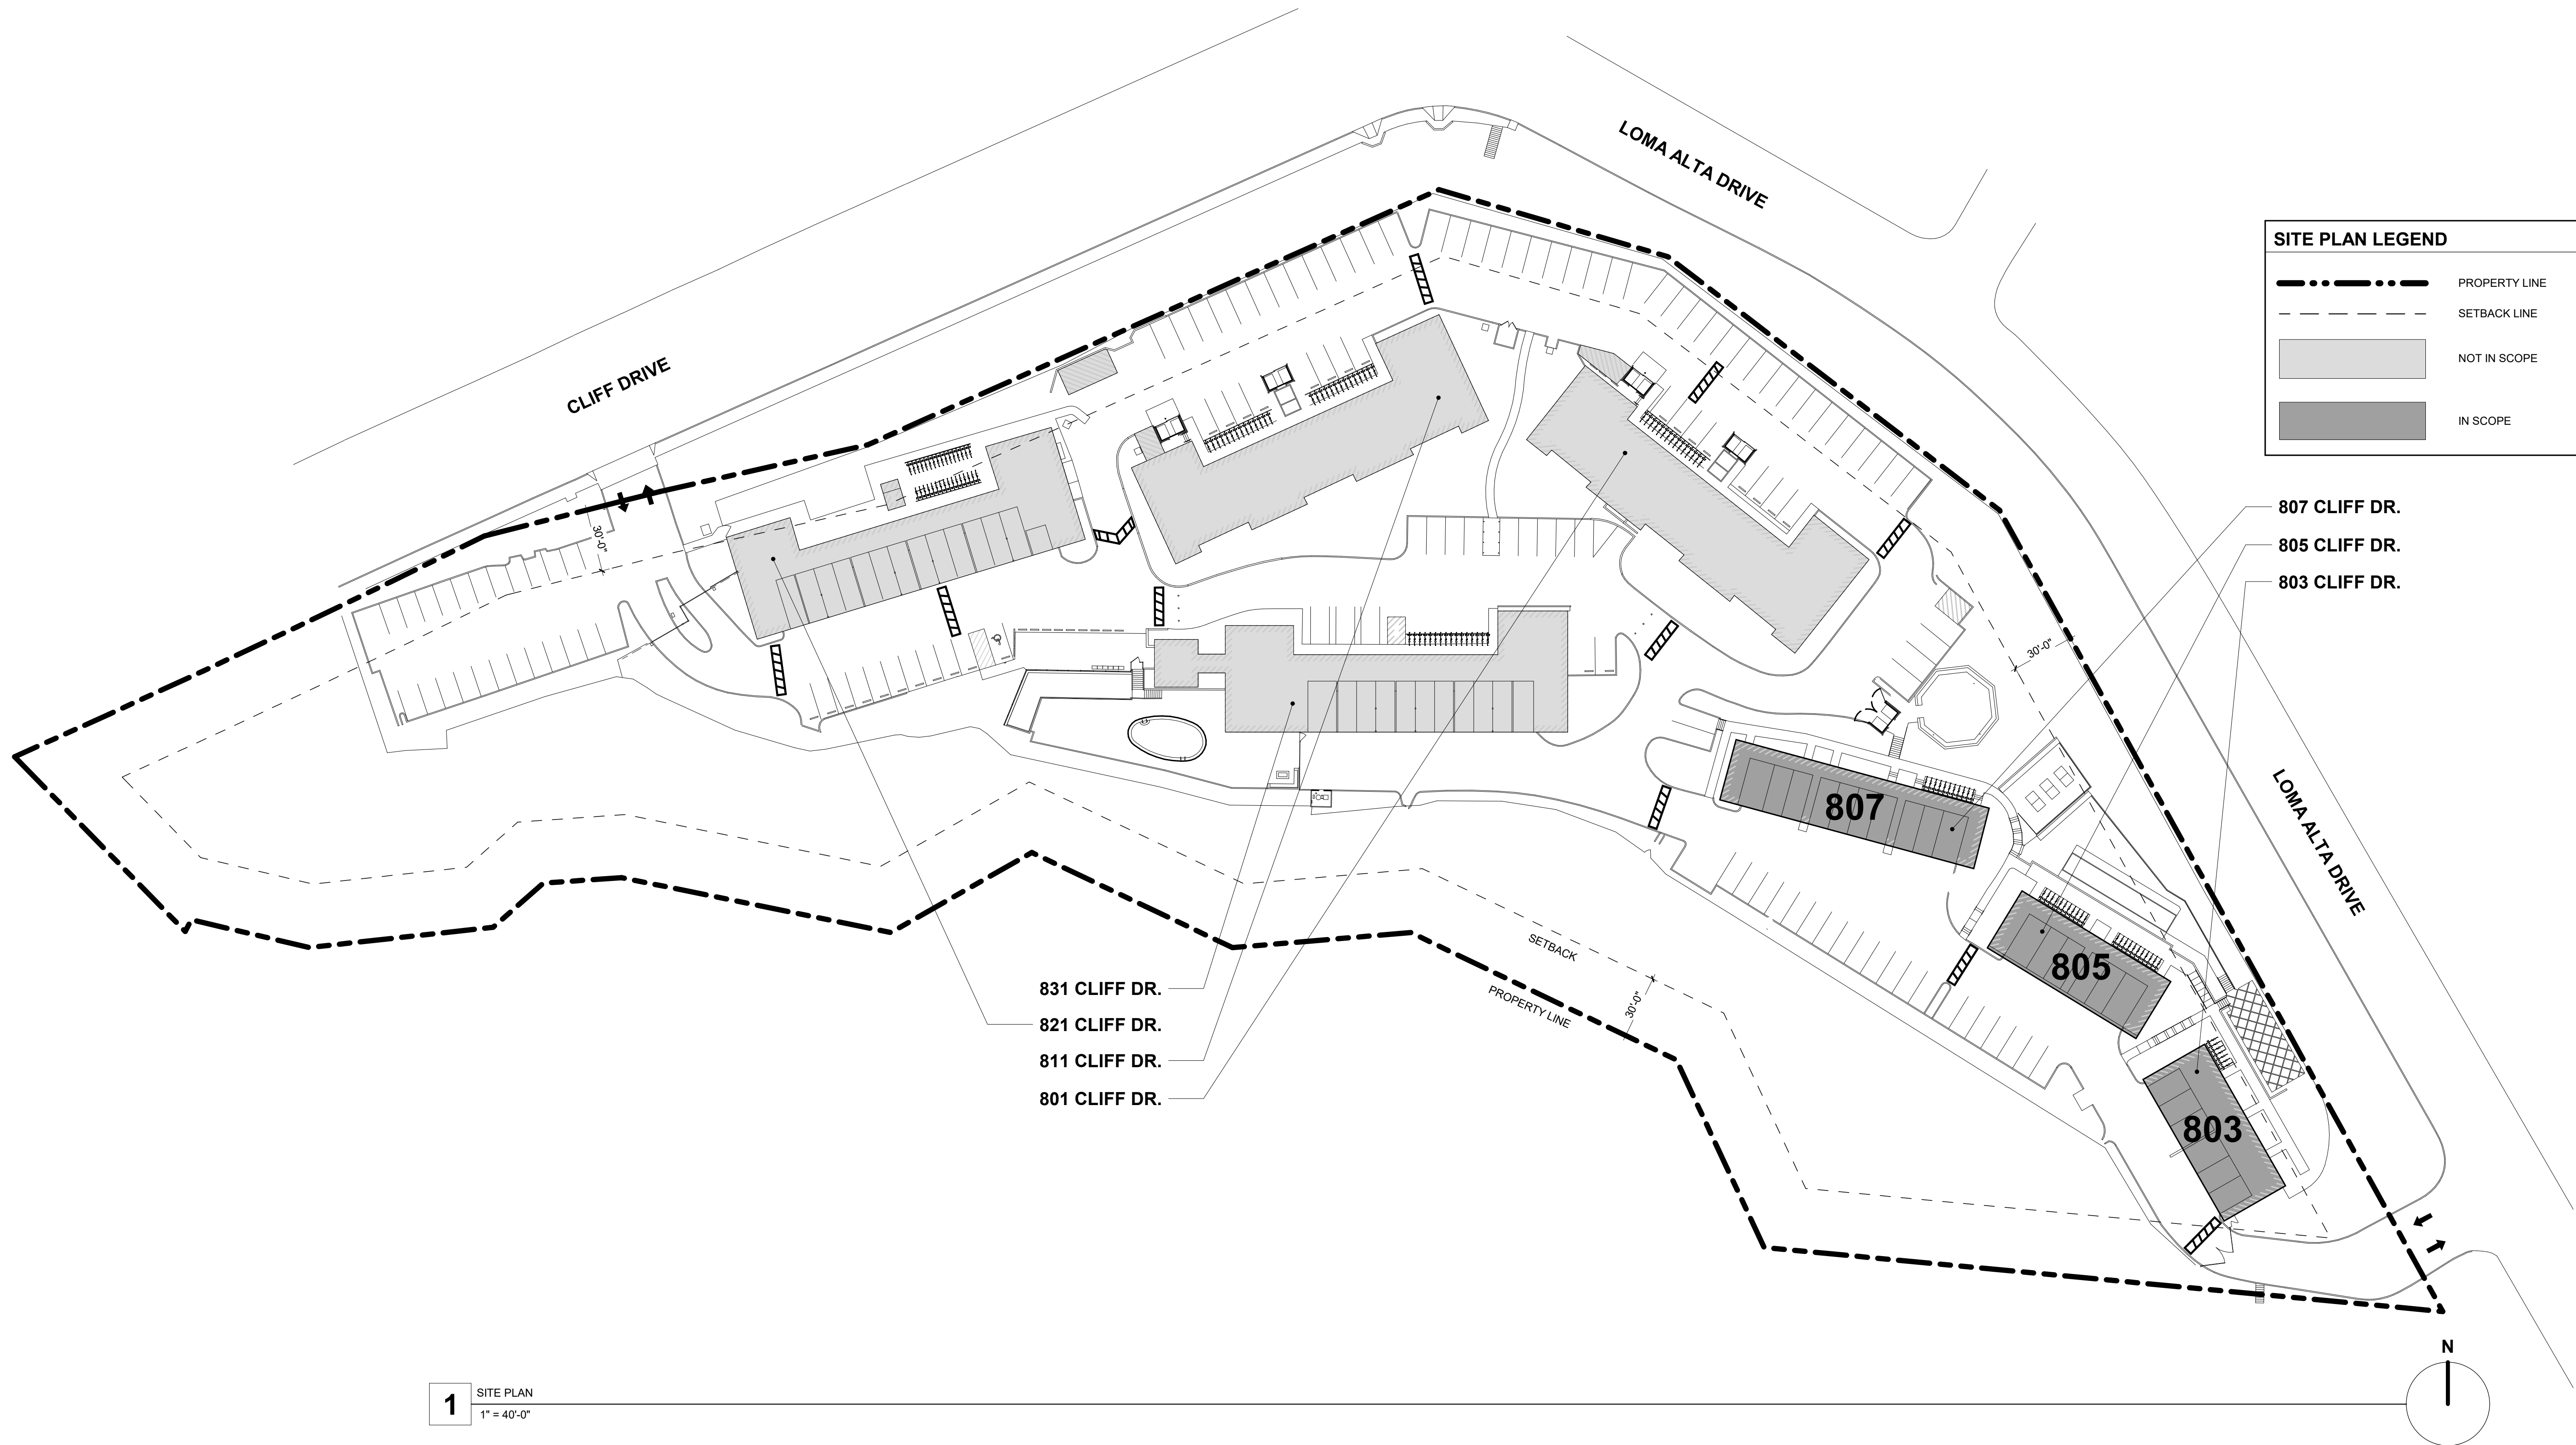 LOMA ALTA DRIVE
CLIFF DRIVE
SITE PLAN LEGEND
PROPERTY LINE
SETBACK LINE
NOT IN SCOPE
IN SCOPE
807 CLIFF DR.
805 CLIFF DR.
803 CLIFF DR.
30'-0"
30'-0"
LOMA ALTA DRIVE
807
805
803
SETBACK
PROPERTY LINE
30'-0"
831 CLIFF DR.
821 CLIFF DR.
811 CLIFF DR.
801 CLIFF DR.
N
1
SITE PLAN
1" = 40'-0"